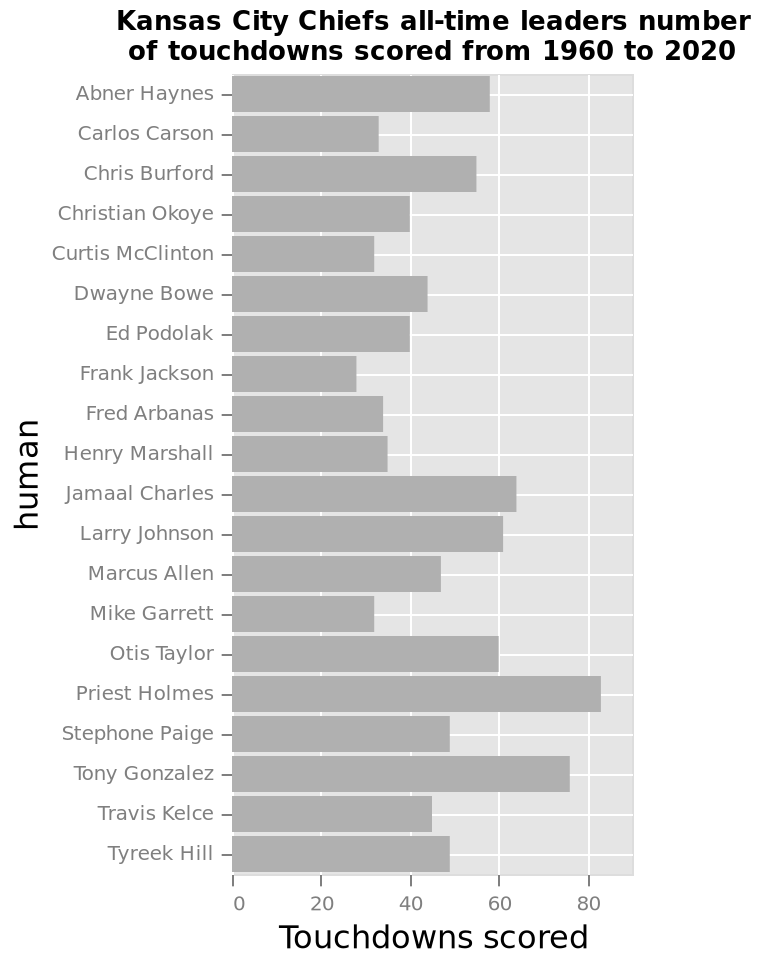 Kansas City Chiefs all-time leaders number
of touchdowns scored from 1960 to 2020
Abner Haynes
Carlos Carson
Chris Burford
Christian Okoye
Curtis McClinton
Dwayne Bowe
Ed Podolak
Frank Jackson
Fred Arbanas
Henry Marshall
Jamaal Charles
Larry Johnson
Marcus Allen
Mike Garrett
Otis Taylor
Priest Holmes
Stephone Paige
Tony Gonzalez
Travis Kelce
Tyreek Hill
human
0 20 40 60 80
Touchdowns scored